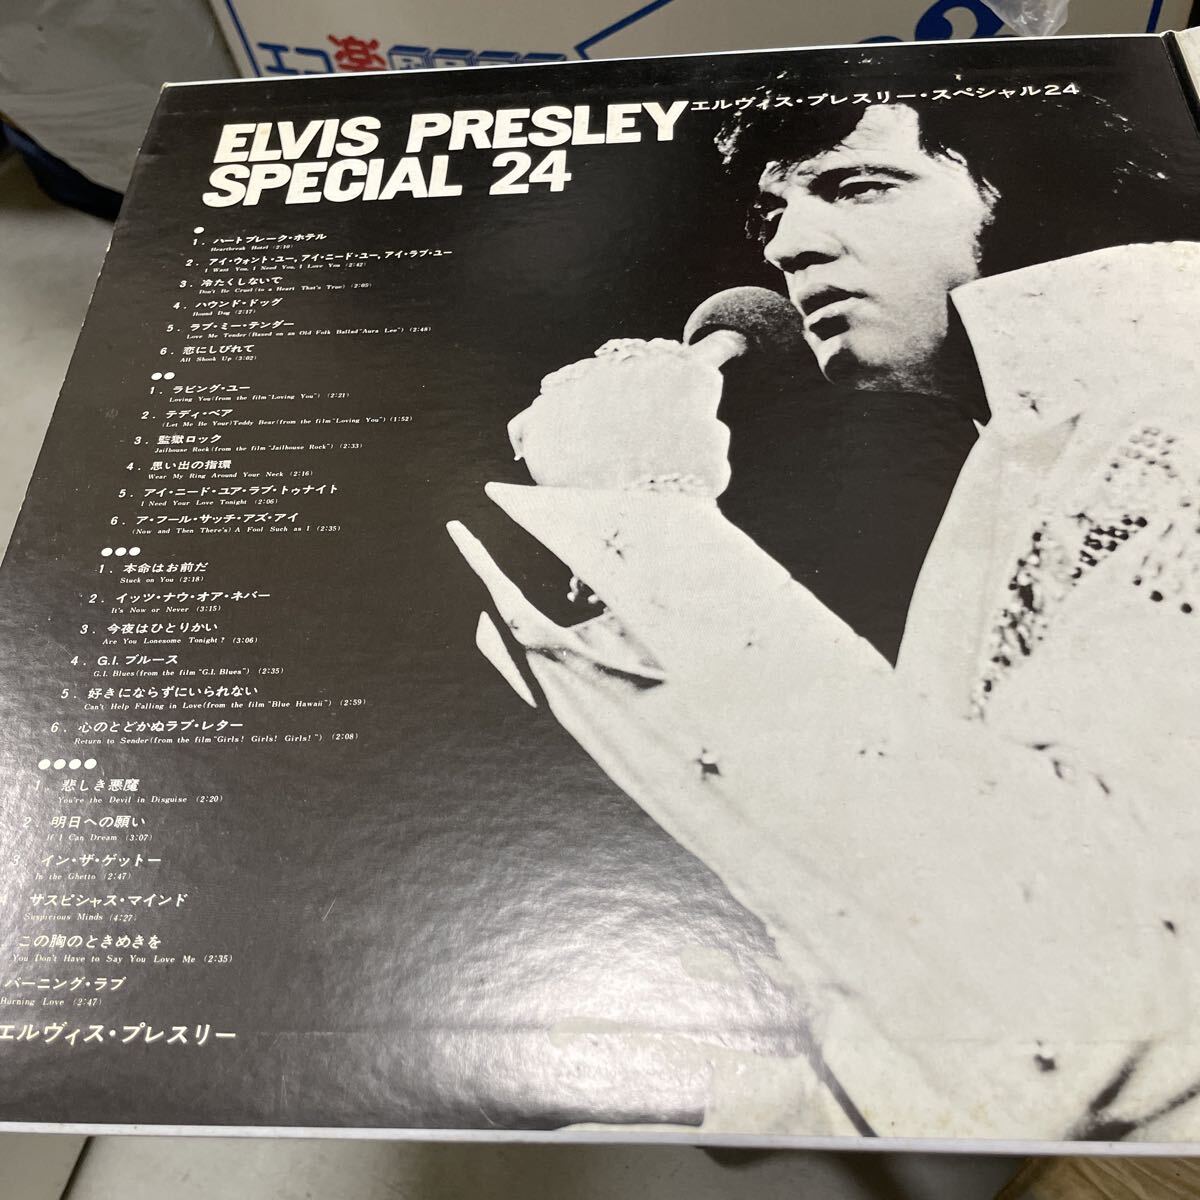 エコ楽
ELVIS PRESLEY
エルヴィス・プレスリー・スペシャル24
SPECIAL 24
●
1. ハートブレーク・ホテル
Heartbreak Hotel (2:10)
2. アイ・ウォント・ユー, アイ・ニード・ユー, アイ・ラブ・ユー
I Want You, I Need You, I Love You (2:42)
3. 冷たくしないで
Don't Be Cruel (to a Heart That's True) (2:05)
4. ハウンド・ドッグ
Hound Dog (2:17)
5. ラブ・ミー・テンダー
Love Me Tender (Based on an Old Folk Ballad "Aura Lee") (2:48)
6. 恋にしびれて
All Shook Up (3:02)
●●
1. ラビング・ユー
Loving You (from the film "Loving You") (2:21)
2. テディ・ベア
(Let Me Be Your) Teddy Bear (from the film "Loving You") (1:52)
3. 監獄ロック
Jailhouse Rock (from the film "Jailhouse Rock") (2:33)
4. 思い出の指環
Wear My Ring Around Your Neck (2:16)
5. アイ・ニード・ユア・ラブ・トゥナイト
I Need Your Love Tonight (2:06)
6. ア・フール・サッチ・アズ・アイ
(Now and Then There's) A Fool Such as I (2:35)
●●●
1. 本命はお前だ
Stuck on You (2:18)
2. イッツ・ナウ・オア・ネバー
It's Now or Never (3:15)
3. 今夜はひとりかい
Are You Lonesome Tonight? (3:06)
4. G.I. ブルース
G.I. Blues (from the film "G.I. Blues") (2:35)
5. 好きにならずにいられない
Can't Help Falling in Love (from the film "Blue Hawaii") (2:59)
6. 心のとどかぬラブ・レター
Return to Sender (from the film "Girls! Girls! Girls!") (2:08)
●●●●
1. 悲しき悪魔
You're the Devil in Disguise (2:20)
2. 明日への願い
If I Can Dream (3:07)
3. イン・ザ・ゲットー
In the Ghetto (2:47)
4. サスピシャス・マインド
Suspicious Minds (4:27)
この胸のときめきを
You Don't Have to Say You Love Me (2:35)
バーニング・ラブ
Burning Love (2:47)
エルヴィス・プレスリー